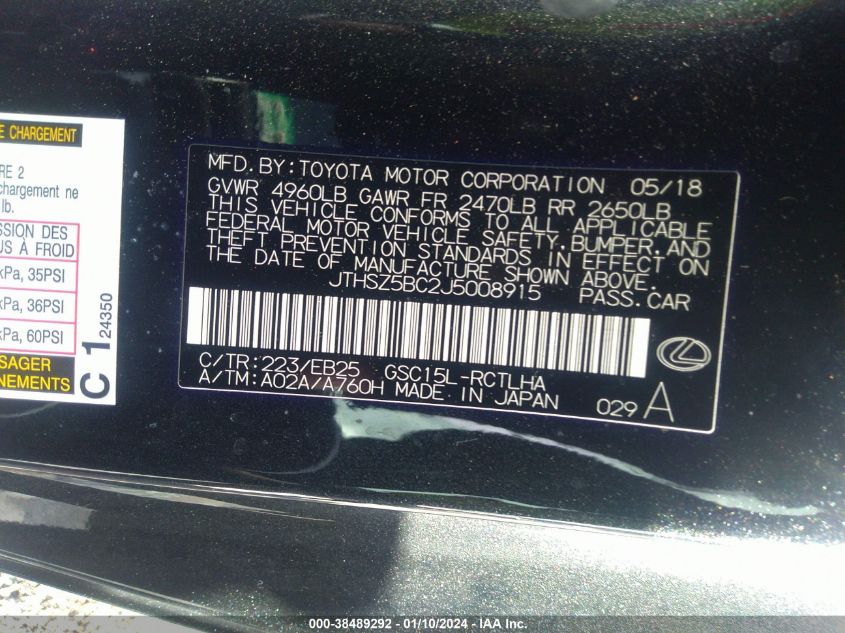 E CHARGEMENT
RE 2
chargement ne
lb.
SSION DES
US À FROID
kPa, 35PSI
kPa, 36PSI
kPa, 60PSI
SAGER
NEMENTS
C1 24350
MFD. BY: TOYOTA MOTOR CORPORATION 05/18
GVWR 4960LB GAWR FR 2470LB RR 2650LB
THIS VEHICLE CONFORMS TO ALL APPLICABLE
FEDERAL MOTOR VEHICLE SAFETY, BUMPER, AND
THEFT PREVENTION STANDARDS IN EFFECT ON
THE DATE OF MANUFACTURE SHOWN ABOVE.
JTHSZ5BC2J5008915 PASS. CAR
C/TR: 223/EB25 GSC15L-RCTLHA
A/TM: A02A/A760H MADE IN JAPAN
029 A
000-38489292 - 01/10/2024 - IAA Inc.